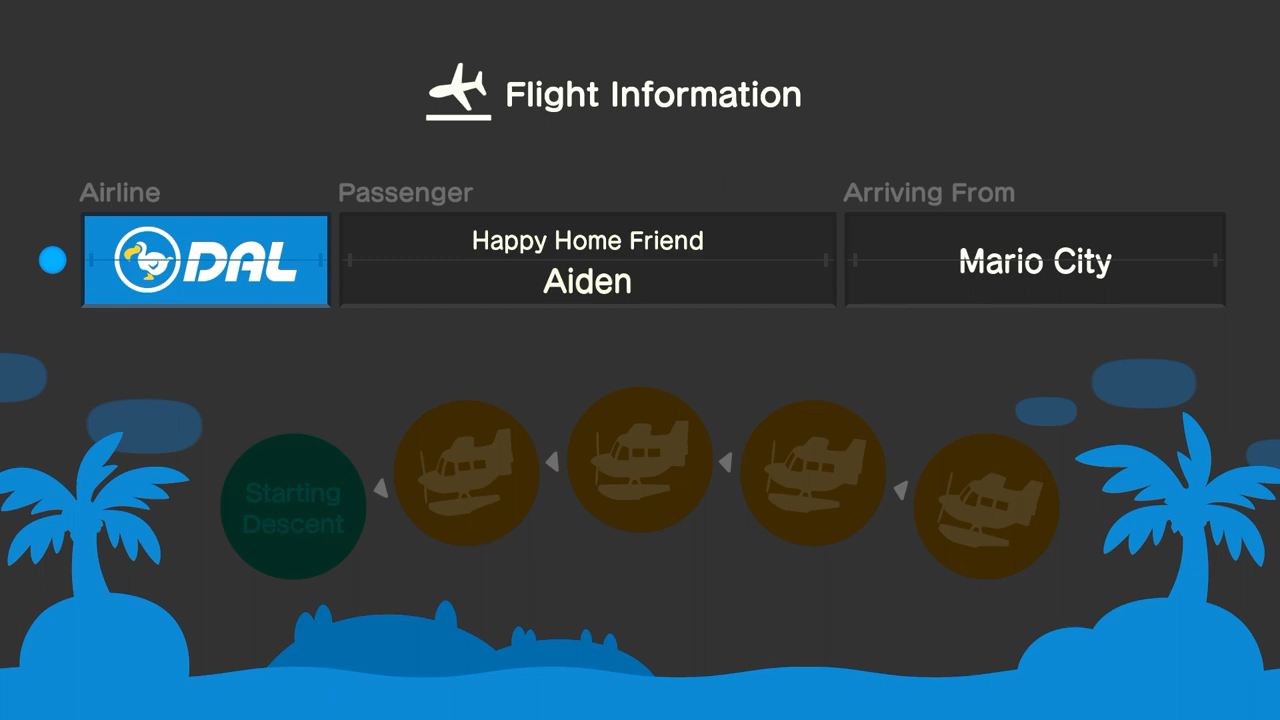 Flight Information
Airline
Passenger
Arriving From
DAL
Happy Home Friend
Aiden
Mario City
Starting
Descent